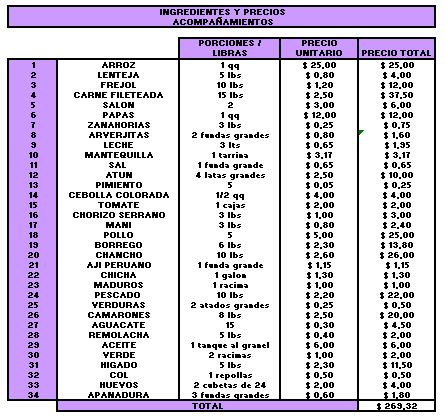 INGREDIENTES Y PRECIOS
ACOMPAÑAMIENTOS
PORCIONES / LIBRAS PRECIO UNITARIO PRECIO TOTAL
1 ARROZ 1 qq $ 25,00 $ 25,00
2 LENTEJA 5 lbs $ 0,80 $ 4,00
3 FREJOL 10 lbs $ 1,20 $ 12,00
4 CARNE FILETEADA 15 lbs $ 2,50 $ 37,50
5 SALON 2 $ 3,00 $ 6,00
6 PAPAS 1 qq $ 12,00 $ 12,00
7 ZANAHORIAS 3 lbs $ 0,25 $ 0,75
8 ARVERJITAS 2 fundas grandes $ 0,80 $ 1,60
9 LECHE 3 lts $ 0,65 $ 1,95
10 MANTEQUILLA 1 tarrina $ 3,17 $ 3,17
11 SAL 1 funda grande $ 0,65 $ 0,65
12 ATUN 4 latas grandes $ 2,50 $ 10,00
13 PIMIENTO 5 $ 0,05 $ 0,25
14 CEBOLLA COLORADA 1/2 qq $ 4,00 $ 4,00
15 TOMATE 1 cajas $ 2,00 $ 2,00
16 CHORIZO SERRANO 3 lbs $ 1,00 $ 3,00
17 MANI 3 lbs $ 0,80 $ 2,40
18 POLLO 5 $ 5,00 $ 25,00
19 BORREGO 6 lbs $ 2,30 $ 13,80
20 CHANCHO 10 lbs $ 2,60 $ 26,00
21 AJI PERUANO 1 funda grande $ 1,15 $ 1,15
22 CHICHA 1 galon $ 1,30 $ 1,30
23 MADUROS 1 racima $ 1,00 $ 1,00
24 PESCADO 10 lbs $ 2,20 $ 22,00
25 VERDURAS 2 atados grandes $ 0,25 $ 0,50
26 CAMARONES 8 lbs $ 2,50 $ 20,00
27 AGUACATE 15 $ 0,30 $ 4,50
28 REMOLACHA 5 lbs $ 0,40 $ 2,00
29 ACEITE 1 tanque al granel $ 6,00 $ 6,00
30 VERDE 2 racimas $ 1,00 $ 2,00
31 HIGADO 5 lbs $ 2,30 $ 11,50
32 COL 1 repollas $ 0,50 $ 0,50
33 HUEVOS 2 cubetas de 24 $ 2,00 $ 4,00
34 APANADURA 3 fundas grandes $ 0,60 $ 1,80
TOTAL $ 269,32